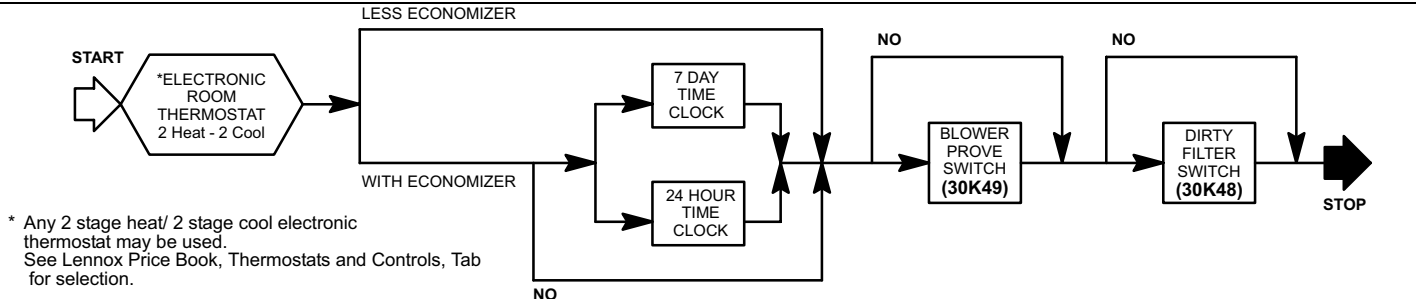 LESS ECONOMIZER
START
*ELECTRONIC
ROOM
THERMOSTAT
2 Heat - 2 Cool
7 DAY
TIME
CLOCK
24 HOUR
TIME
CLOCK
WITH ECONOMIZER
NO
NO
BLOWER
PROVE
SWITCH
(30K49)
NO
DIRTY
FILTER
SWITCH
(30K48)
STOP
* Any 2 stage heat/ 2 stage cool electronic
thermostat may be used.
See Lennox Price Book, Thermostats and Controls, Tab
for selection.